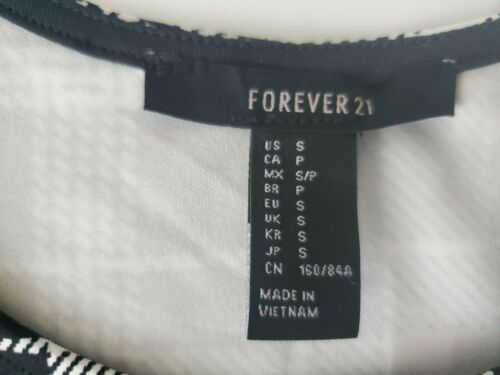 FOREVER 21
US S
CA P
MX S/P
BR P
EU S
UK S
KR S
JP S
CN 160/84A
MADE IN
VIETNAM